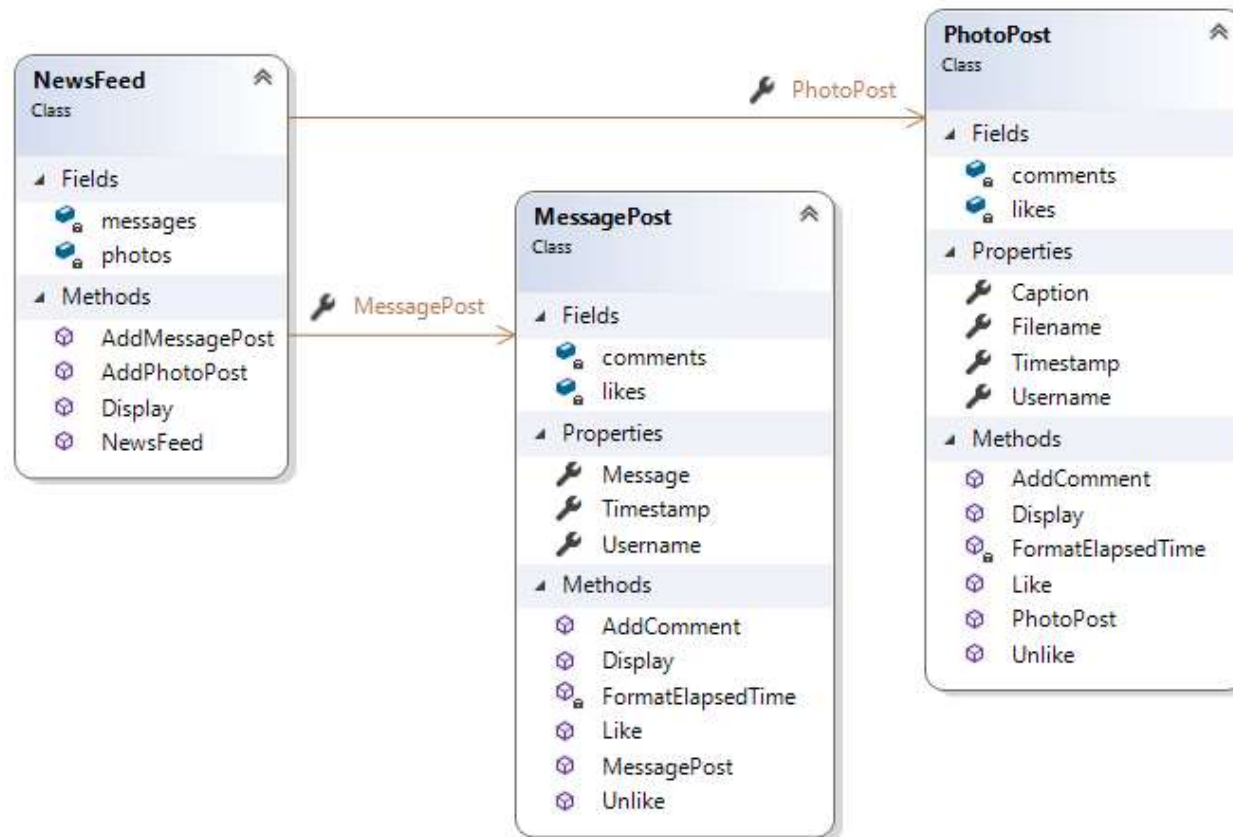 NewsFeed
Class
Fields
messages
photos
Methods
AddMessagePost
AddPhotoPost
Display
NewsFeed
PhotoPost
MessagePost
MessagePost
Class
Fields
comments
likes
Properties
Message
Timestamp
Username
Methods
AddComment
Display
FormatElapsedTime
Like
MessagePost
Unlike
PhotoPost
Class
Fields
comments
likes
Properties
Caption
Filename
Timestamp
Username
Methods
AddComment
Display
FormatElapsedTime
Like
PhotoPost
Unlike